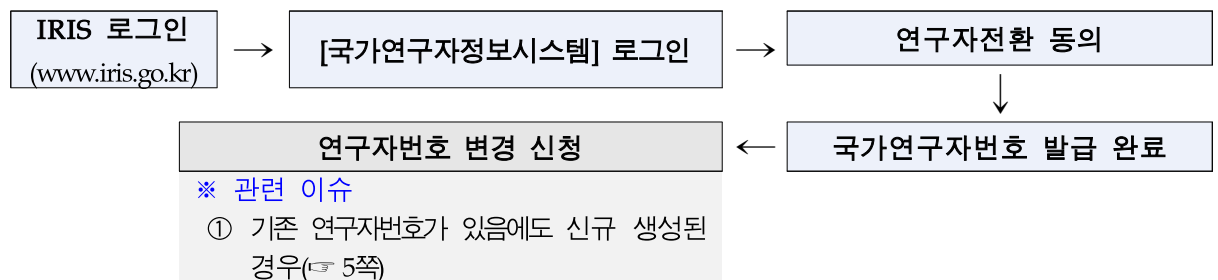 IRIS 로그인
(www.iris.go.kr)
→
[국가연구자정보시스템] 로그인
→
연구자전환 동의
↓
국가연구자번호 발급 완료
←
연구자번호 변경 신청
※ 관련 이슈
① 기존 연구자번호가 있음에도 신규 생성된
경우(☞ 5쪽)